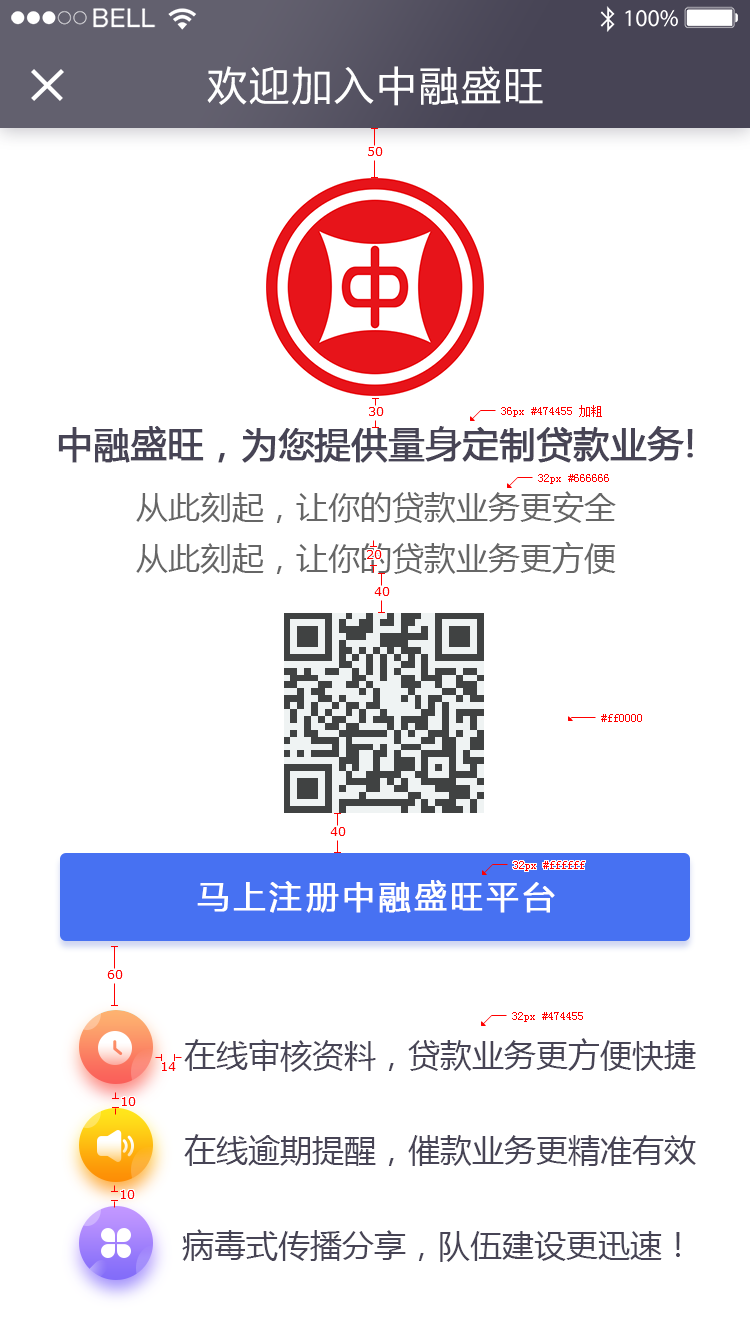 BELL 100%
欢迎加入中融盛旺
50
中
30
36px #474455 加粗
中融盛旺，为您提供量身定制贷款业务!
32px #666666
从此刻起，让你的贷款业务更安全
从此刻起，让你的贷款业务更方便
20
40
#ff0000
40
32px #ffffff
马上注册中融盛旺平台
60
32px #474455
14
在线审核资料，贷款业务更方便快捷
10
在线逾期提醒，催款业务更精准有效
10
病毒式传播分享，队伍建设更迅速！